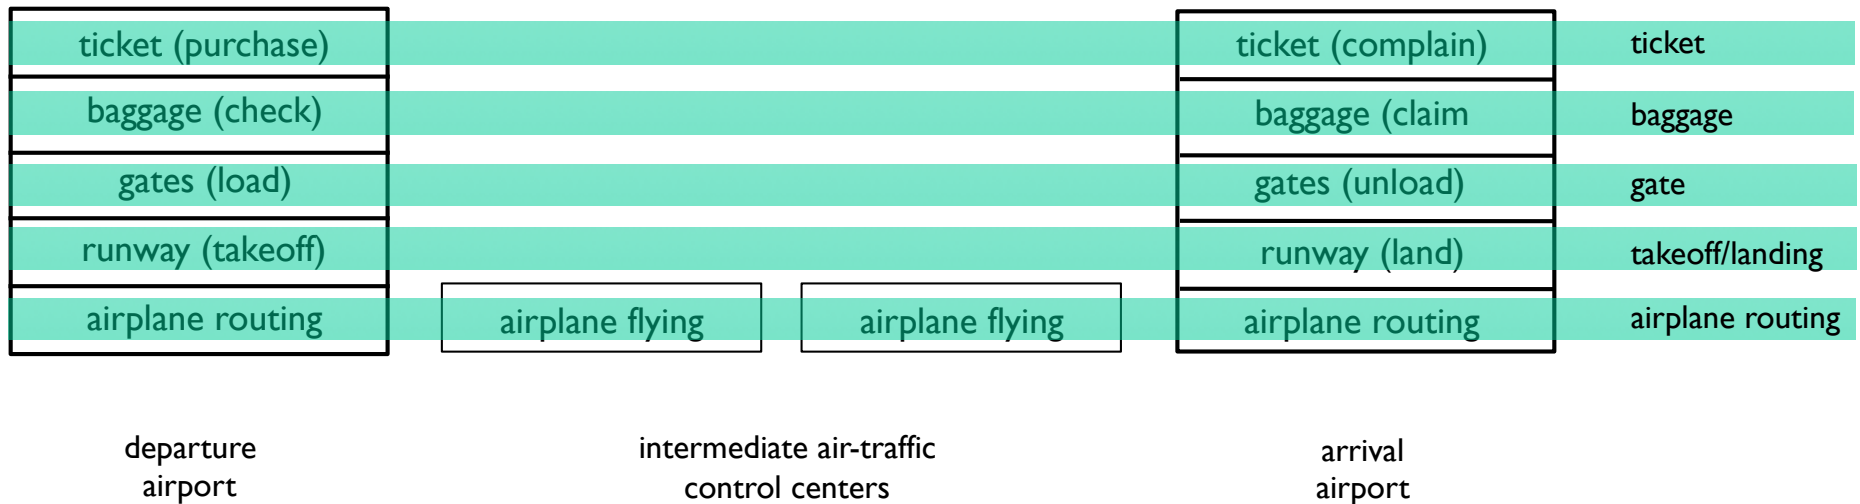 ticket (purchase)
ticket (complain)
ticket
baggage (check)
baggage (claim
baggage
gates (load)
gates (unload)
gate
runway (takeoff)
runway (land)
takeoff/landing
airplane routing
airplane flying
airplane flying
airplane routing
airplane routing
departure
airport
intermediate air-traffic
control centers
arrival
airport